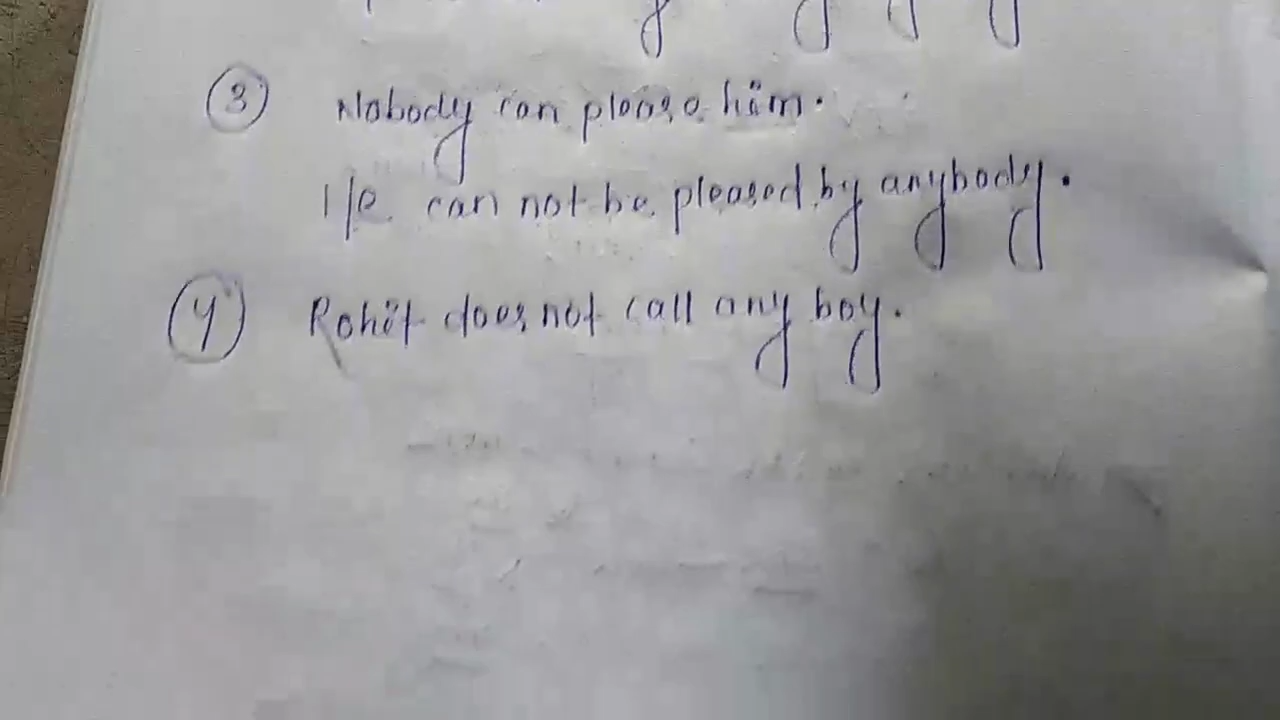 ③ Nobody can please him.
He can not be pleased by anybody.
④ Rohit does not call any boy.